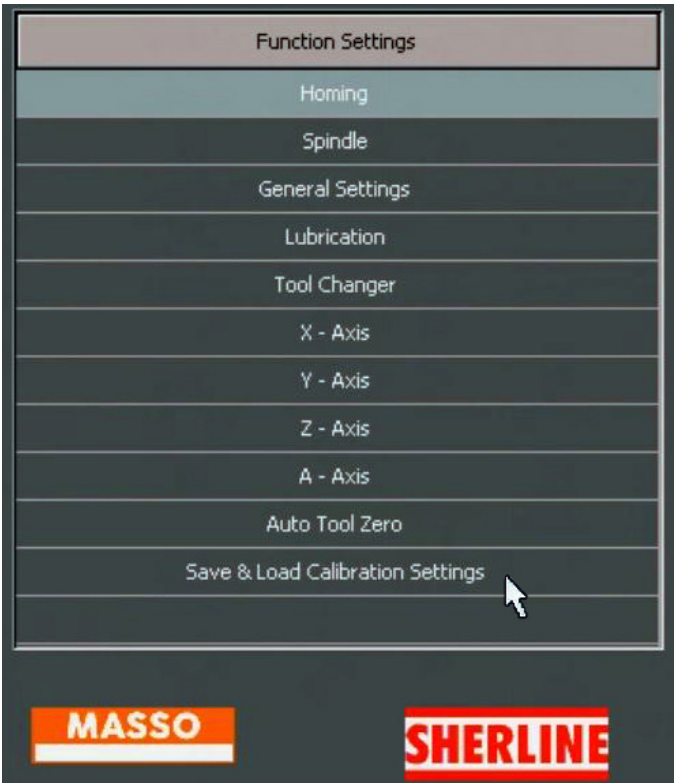 Function Settings
Homing
Spindle
General Settings
Lubrication
Tool Changer
X - Axis
Y - Axis
Z - Axis
A - Axis
Auto Tool Zero
Save & Load Calibration Settings
MASSO
SHERLINE